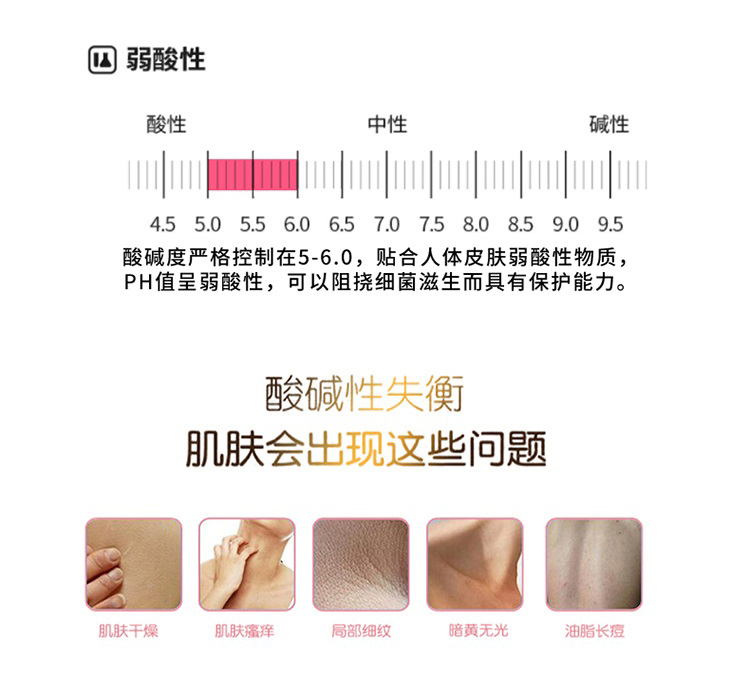 弱酸性
酸性 中性 碱性
4.5 5.0 5.5 6.0 6.5 7.0 7.5 8.0 8.5 9.0 9.5
酸碱度严格控制在5-6.0，贴合人体皮肤弱酸性物质，
PH值呈弱酸性，可以阻挠细菌滋生而具有保护能力。
酸碱性失衡
肌肤会出现这些问题
肌肤干燥 肌肤瘙痒 局部细纹 暗黄无光 油脂长痘